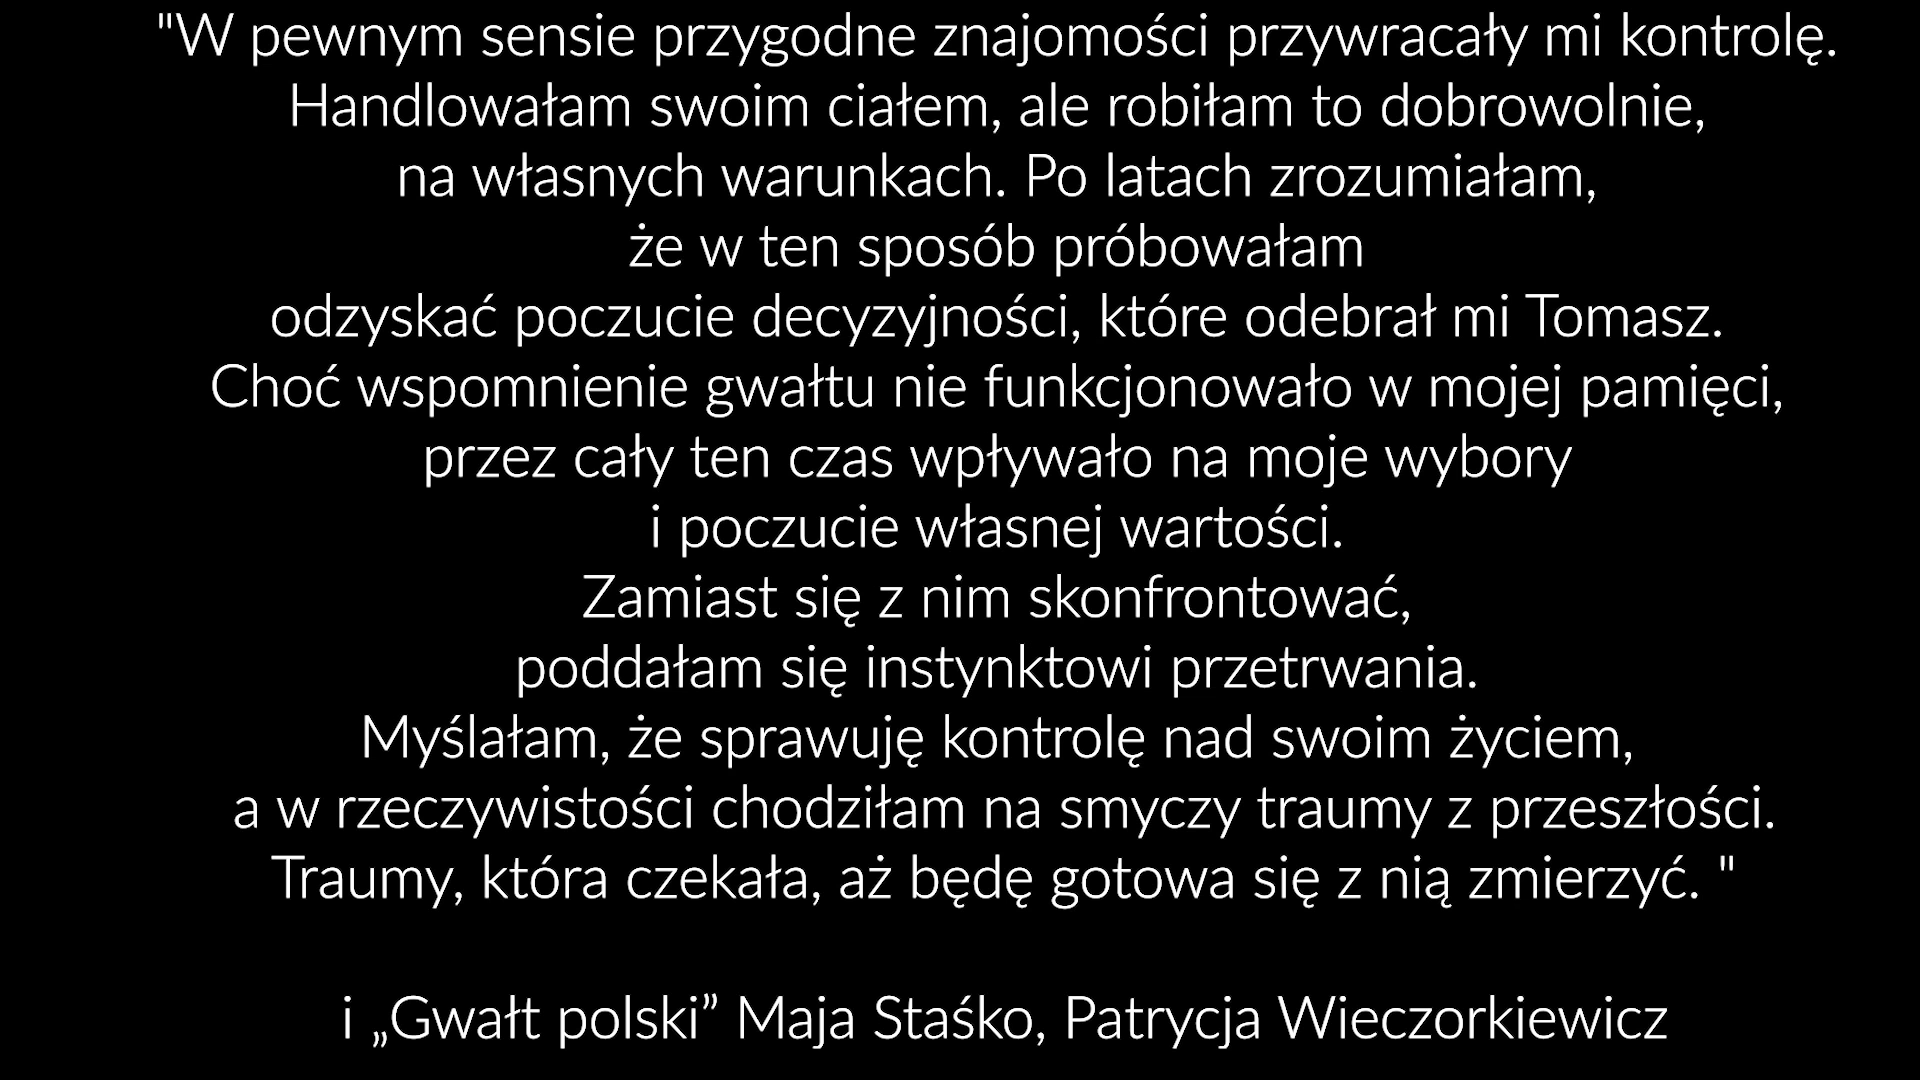 "W pewnym sensie przygodne znajomości przywracały mi kontrolę.
Handlowałam swoim ciałem, ale robiłam to dobrowolnie,
na własnych warunkach. Po latach zrozumiałam,
że w ten sposób próbowałam
odzyskać poczucie decyzyjności, które odebrał mi Tomasz.
Choć wspomnienie gwałtu nie funkcjonowało w mojej pamięci,
przez cały ten czas wpływało na moje wybory
i poczucie własnej wartości.
Zamiast się z nim skonfrontować,
poddałam się instynktowi przetrwania.
Myślałam, że sprawuję kontrolę nad swoim życiem,
a w rzeczywistości chodziłam na smyczy traumy z przeszłości.
Traumy, która czekała, aż będę gotowa się z nią zmierzyć. "
i „Gwałt polski” Maja Staśko, Patrycja Wieczorkiewicz